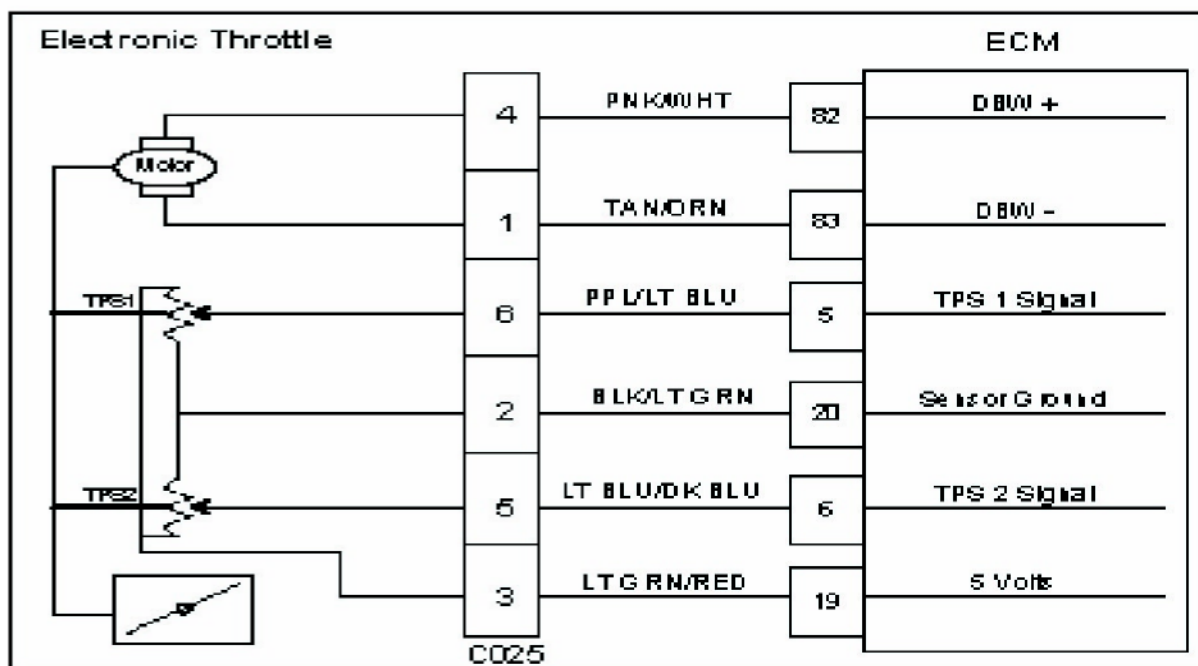 Electronic Throttle
ECM
4
PNK/WHT
82
DBW +
Motor
1
TAN/ORN
83
DBW -
TPS1
6
PPL/LT BLU
5
TPS 1 Signal
2
BLK/LT GRN
20
Sensor Ground
TPS2
5
LT BLU/DK BLU
6
TPS 2 Signal
3
LT GRN/RED
19
5 Volts
C025